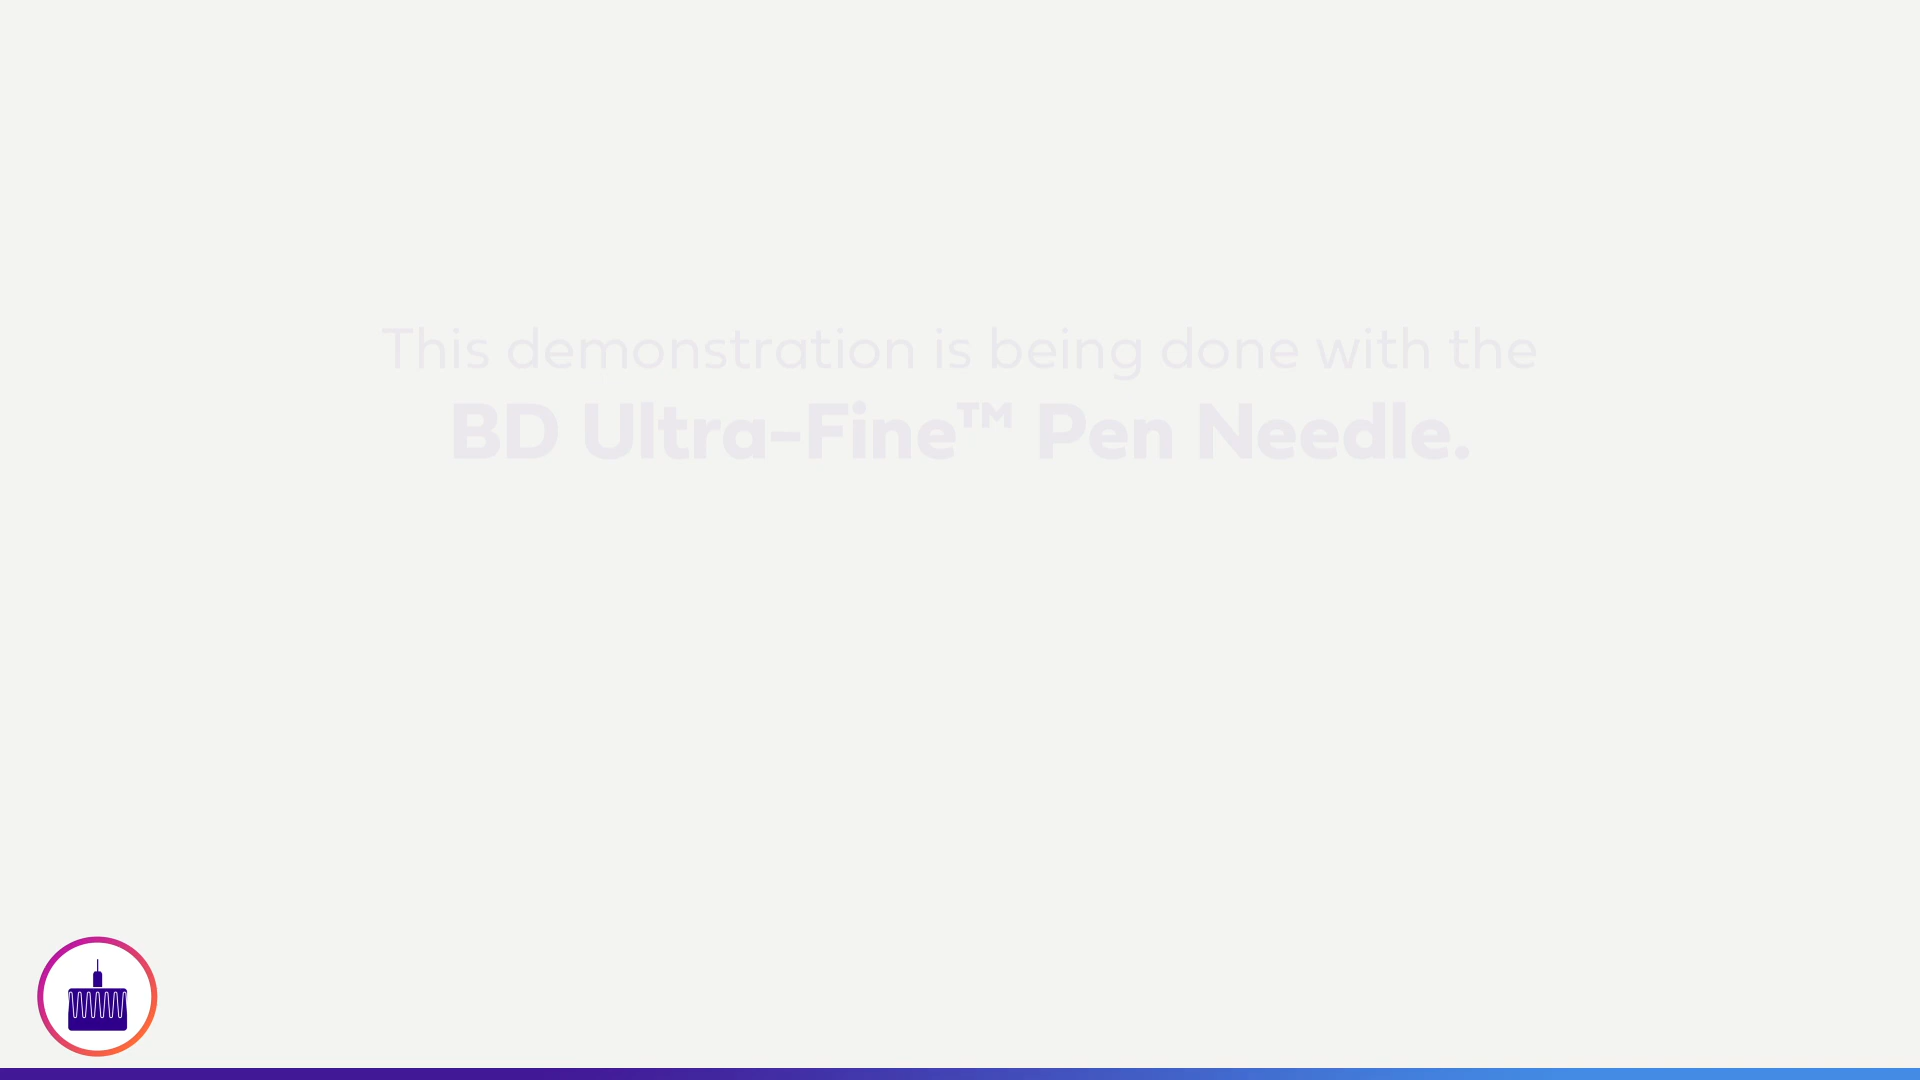 This demonstration is being done with the
BD Ultra-Fine™ Pen Needle.